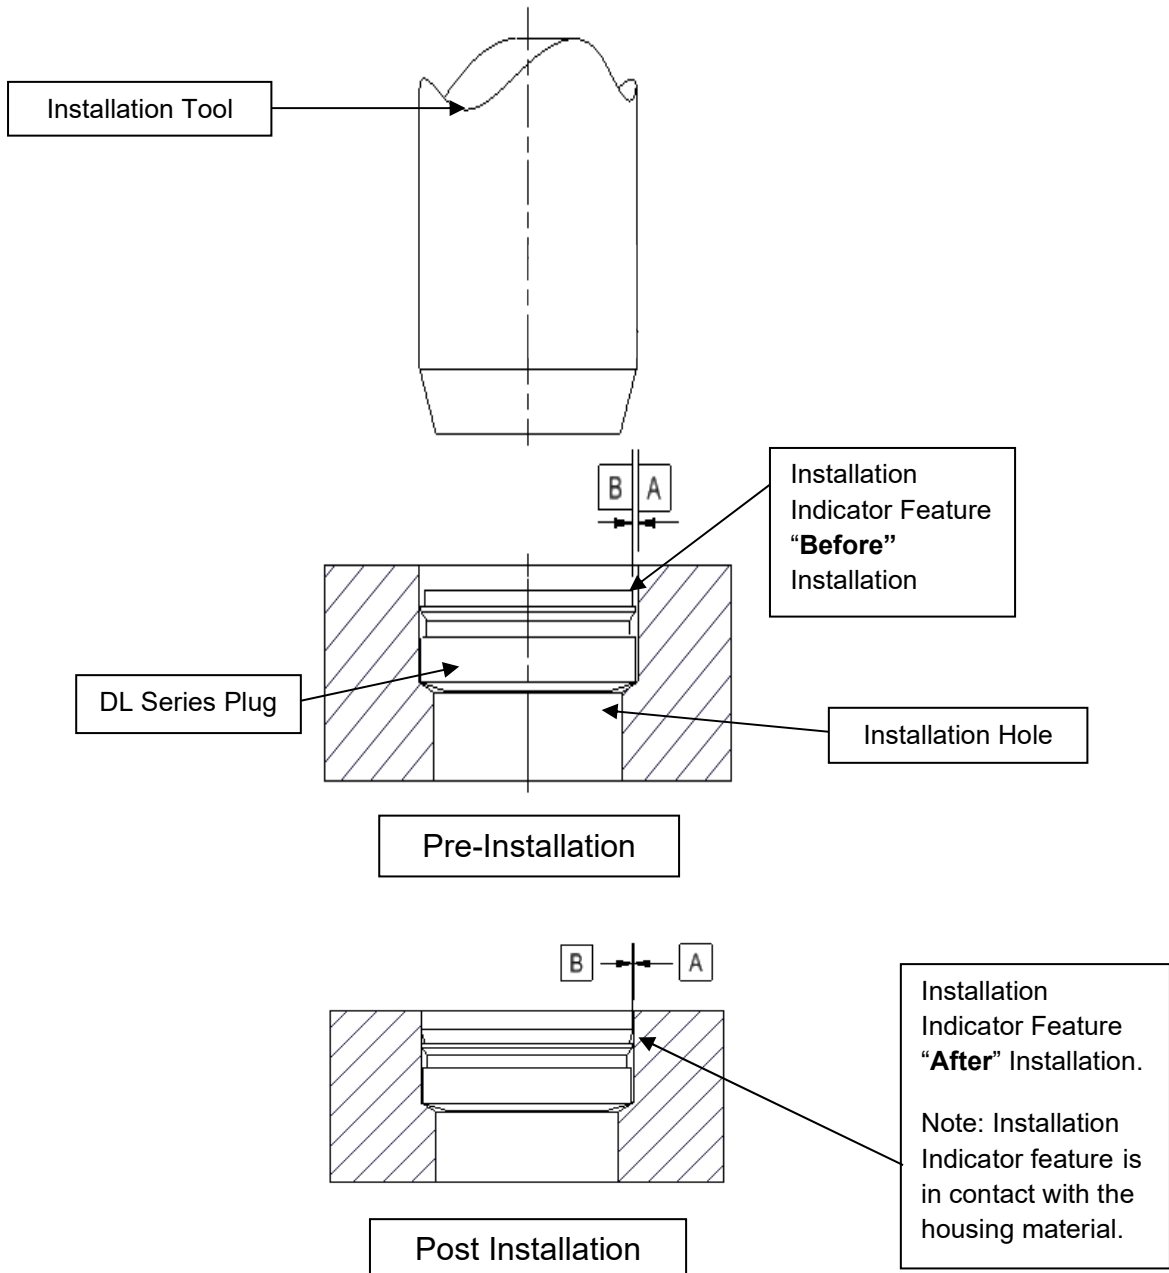 Installation Tool
B A
Installation
Indicator Feature
“Before”
Installation
DL Series Plug
Installation Hole
Pre-Installation
B A
Installation
Indicator Feature
“After” Installation.
Note: Installation
Indicator feature is
in contact with the
housing material.
Post Installation